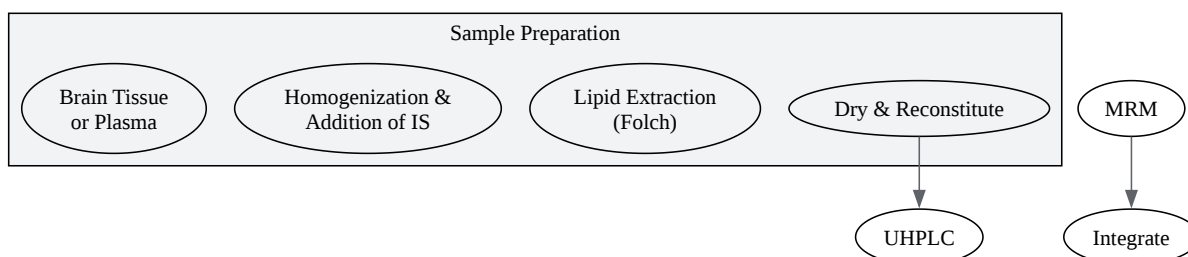 Sample Preparation
Brain Tissue
or Plasma
Homogenization &
Addition of IS
Lipid Extraction
(Folch)
Dry & Reconstitute
MRM
UHPLC
Integrate